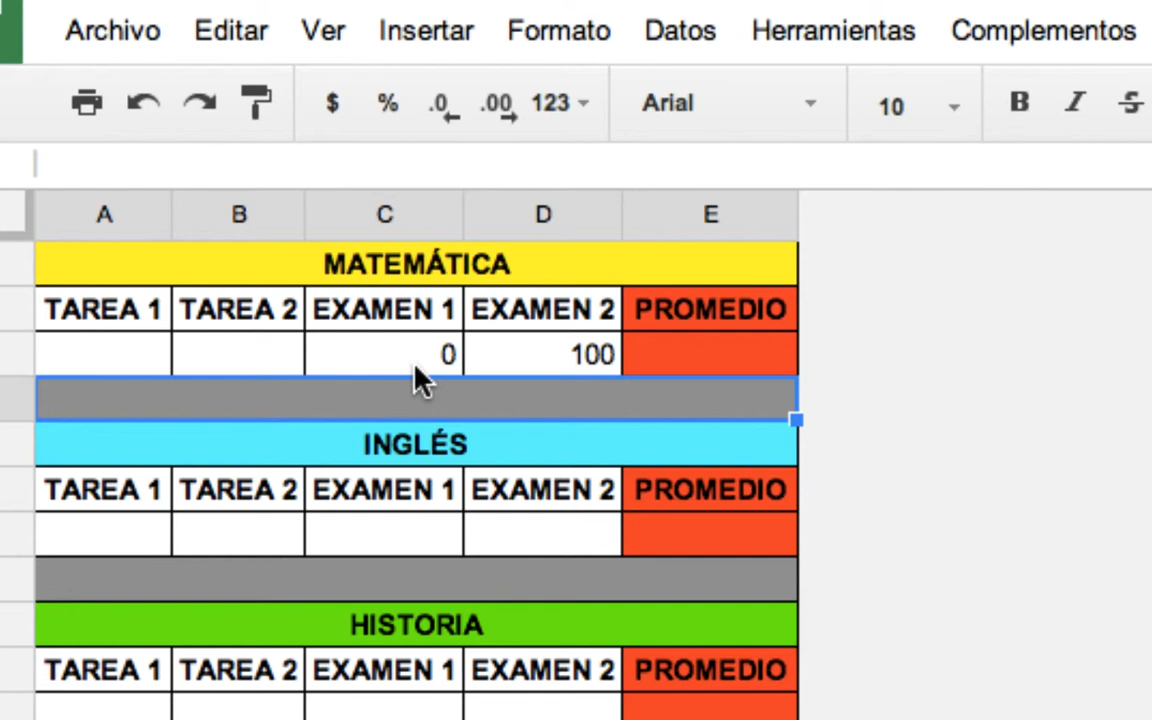 Archivo Editar Ver Insertar Formato Datos Herramientas Complementos
$ % .0 .00 123 Arial 10 B I S
A B C D E
MATEMÁTICA
TAREA 1 TAREA 2 EXAMEN 1 EXAMEN 2 PROMEDIO
0 100
INGLÉS
TAREA 1 TAREA 2 EXAMEN 1 EXAMEN 2 PROMEDIO
HISTORIA
TAREA 1 TAREA 2 EXAMEN 1 EXAMEN 2 PROMEDIO